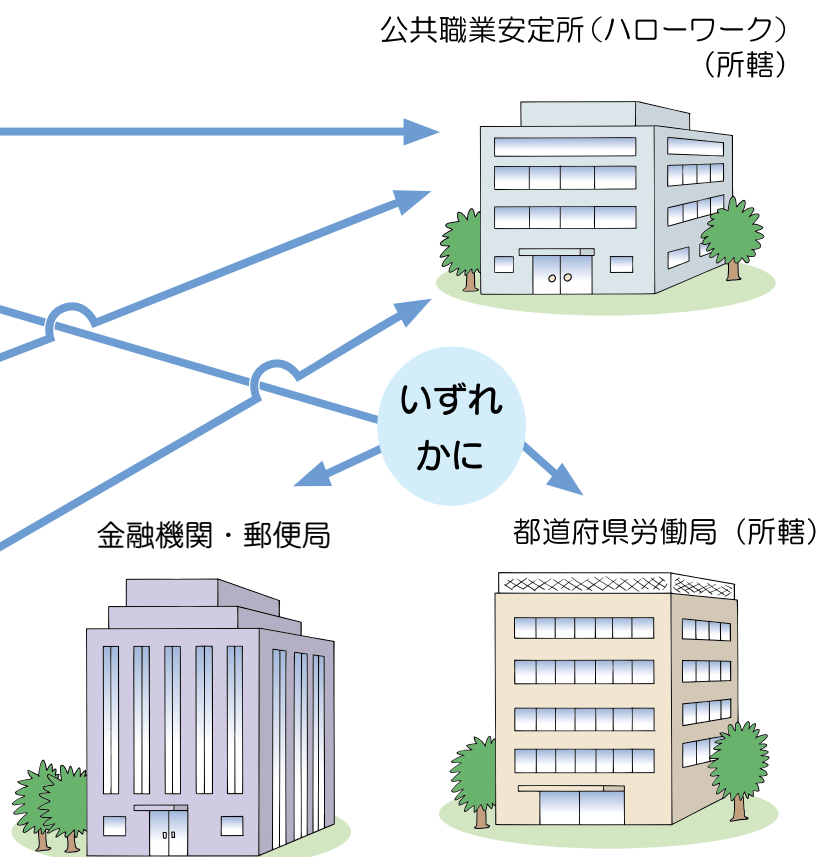 公共職業安定所（ハローワーク）
（所轄）
いずれ
かに
金融機関・郵便局
都道府県労働局（所轄）